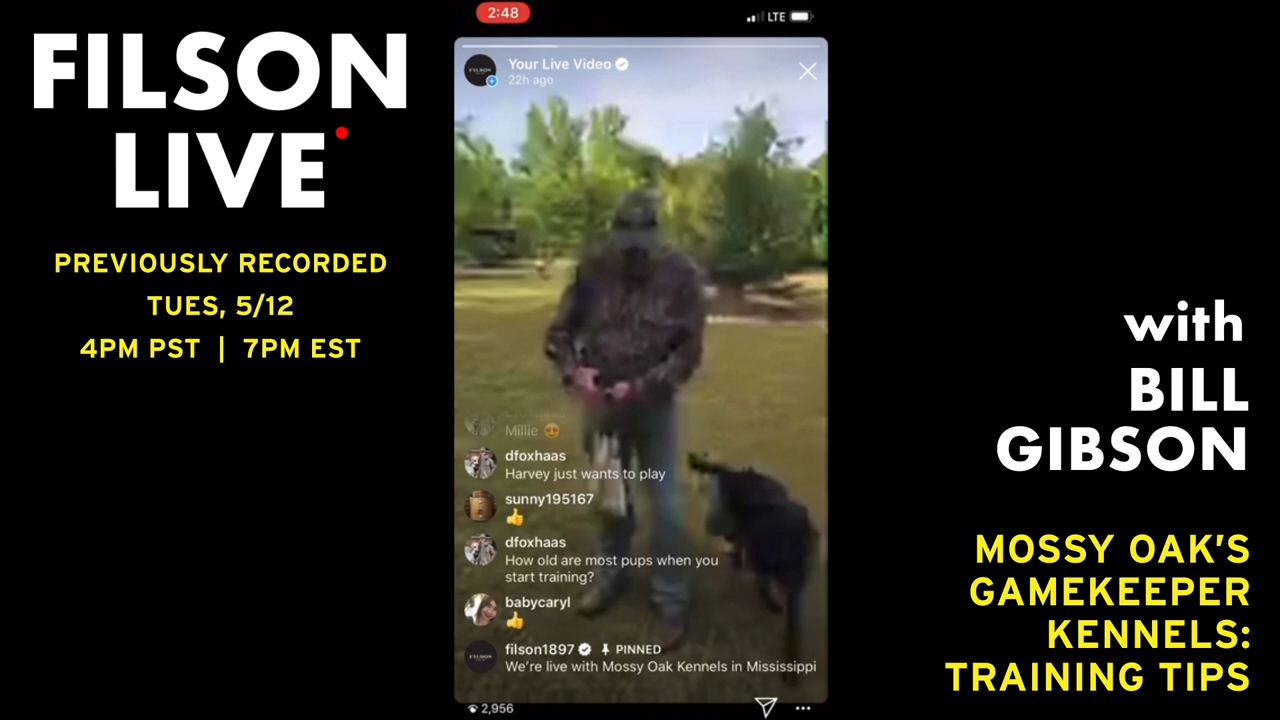 FILSON
LIVE
PREVIOUSLY RECORDED
TUES, 5/12
4PM PST | 7PM EST
2:48
LTE
FILSON
Your Live Video
22h ago
Millie 😍
dfoxhaas
Harvey just wants to play
sunny195167
👍
dfoxhaas
How old are most pups when you
start training?
babycaryl
👍
FILSON
filson1897 PINNED
We're live with Mossy Oak Kennels in Mississippi
2,956
with
BILL
GIBSON
MOSSY OAK'S
GAMEKEEPER
KENNELS:
TRAINING TIPS